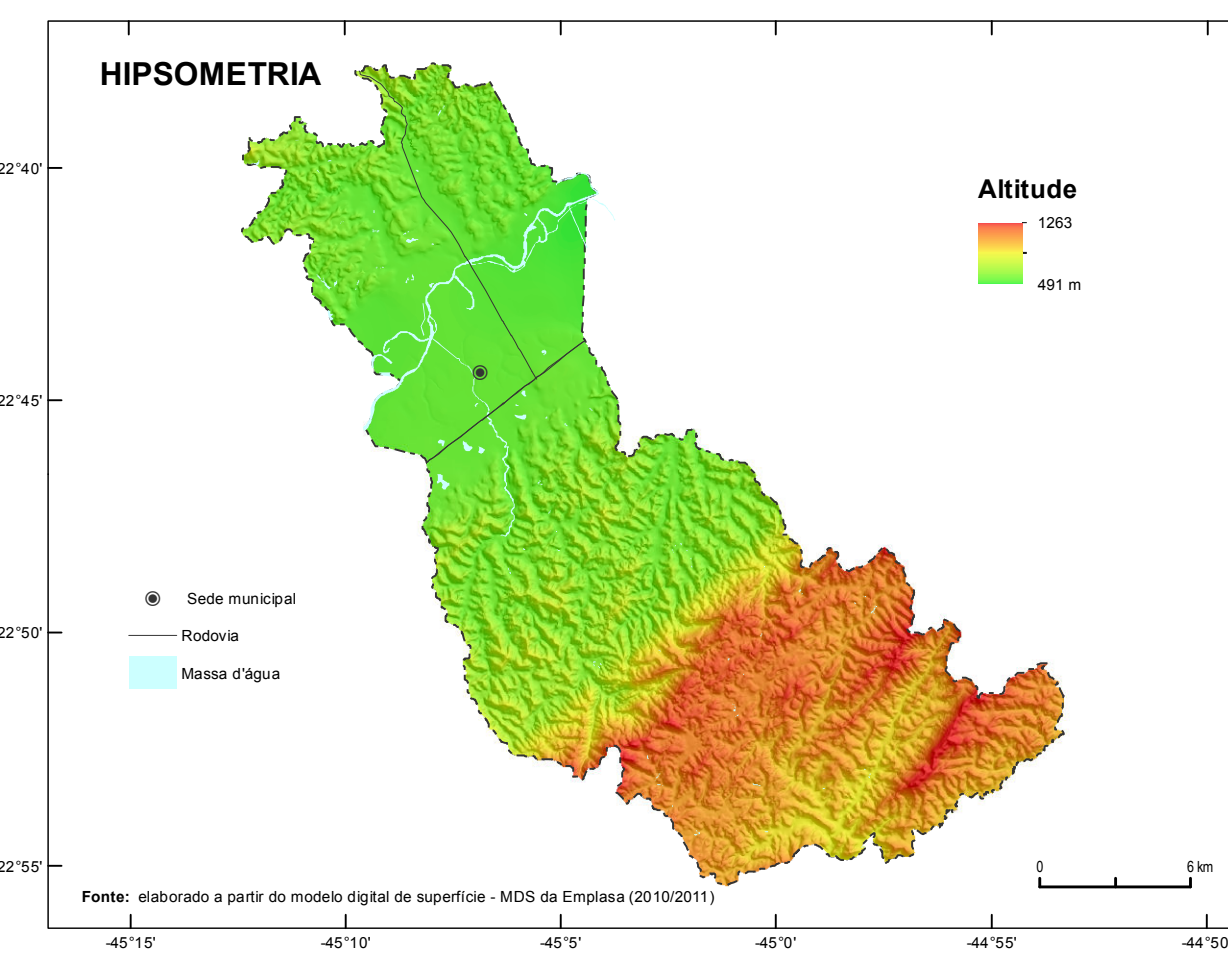 HIPSOMETRIA
22°40'
22°45'
22°50'
22°55'
Altitude
1263
491 m
Sede municipal
Rodovia
Massa d'água
0 6 km
Fonte: elaborado a partir do modelo digital de superfície - MDS da Emplasa (2010/2011)
-45°15' -45°10' -45°5' -45°0' -44°55' -44°50